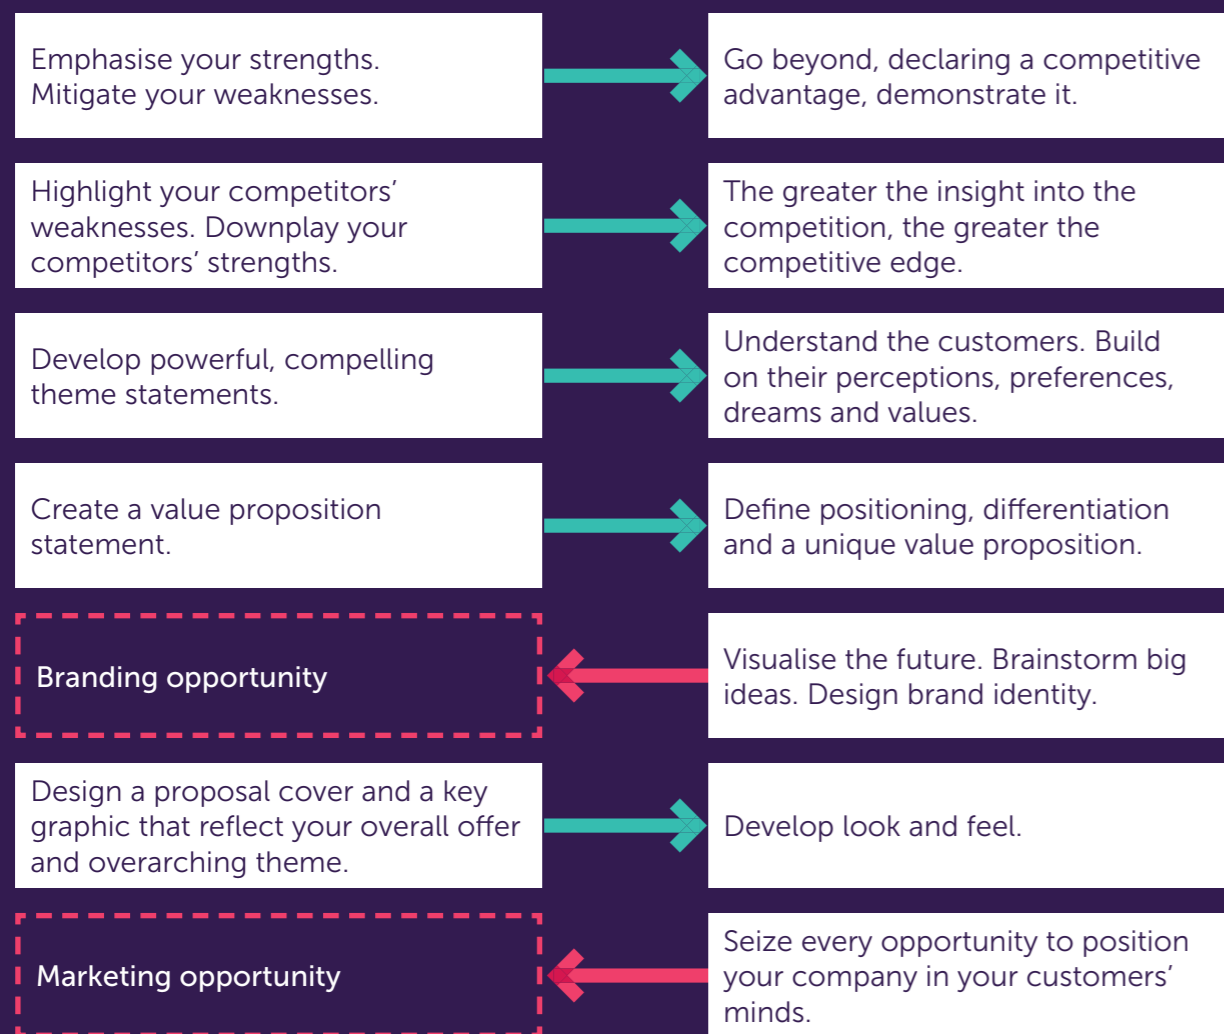 Emphasise your strengths.
Mitigate your weaknesses.
Go beyond, declaring a competitive
advantage, demonstrate it.
Highlight your competitors’
weaknesses. Downplay your
competitors’ strengths.
The greater the insight into the
competition, the greater the
competitive edge.
Develop powerful, compelling
theme statements.
Understand the customers. Build
on their perceptions, preferences,
dreams and values.
Create a value proposition
statement.
Define positioning, differentiation
and a unique value proposition.
Branding opportunity
Visualise the future. Brainstorm big
ideas. Design brand identity.
Design a proposal cover and a key
graphic that reflect your overall offer
and overarching theme.
Develop look and feel.
Marketing opportunity
Seize every opportunity to position
your company in your customers’
minds.